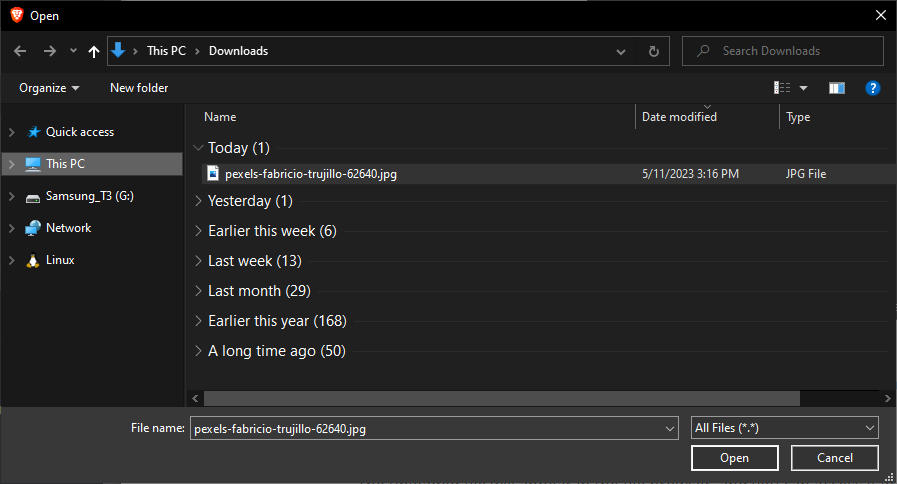 Open
This PC
Downloads
Search Downloads
Organize
New folder
?
Name
Date modified
Type
Quick access
This PC
Samsung_T3 (G:)
Network
Linux
Today (1)
pexels-fabricio-trujillo-62640.jpg 5/11/2023 3:16 PM JPG File
Yesterday (1)
Earlier this week (6)
Last week (13)
Last month (29)
Earlier this year (168)
A long time ago (50)
File name: pexels-fabricio-trujillo-62640.jpg
All Files (*.*)
Open
Cancel